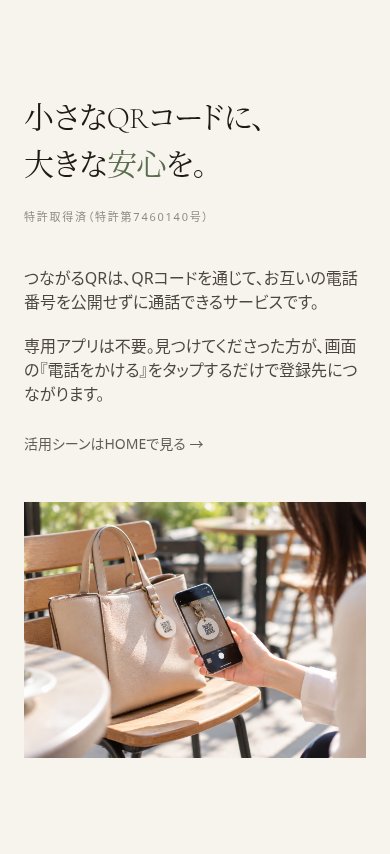 小さなQRコードに、
大きな安心を。
特許取得済（特許第7460140号）
つながるQRは、QRコードを通じて、お互いの電話
番号を公開せずに通話できるサービスです。
専用アプリは不要。見つけてくださった方が、画面
の『電話をかける』をタップするだけで登録先につ
ながります。
活用シーンはHOMEで見る →